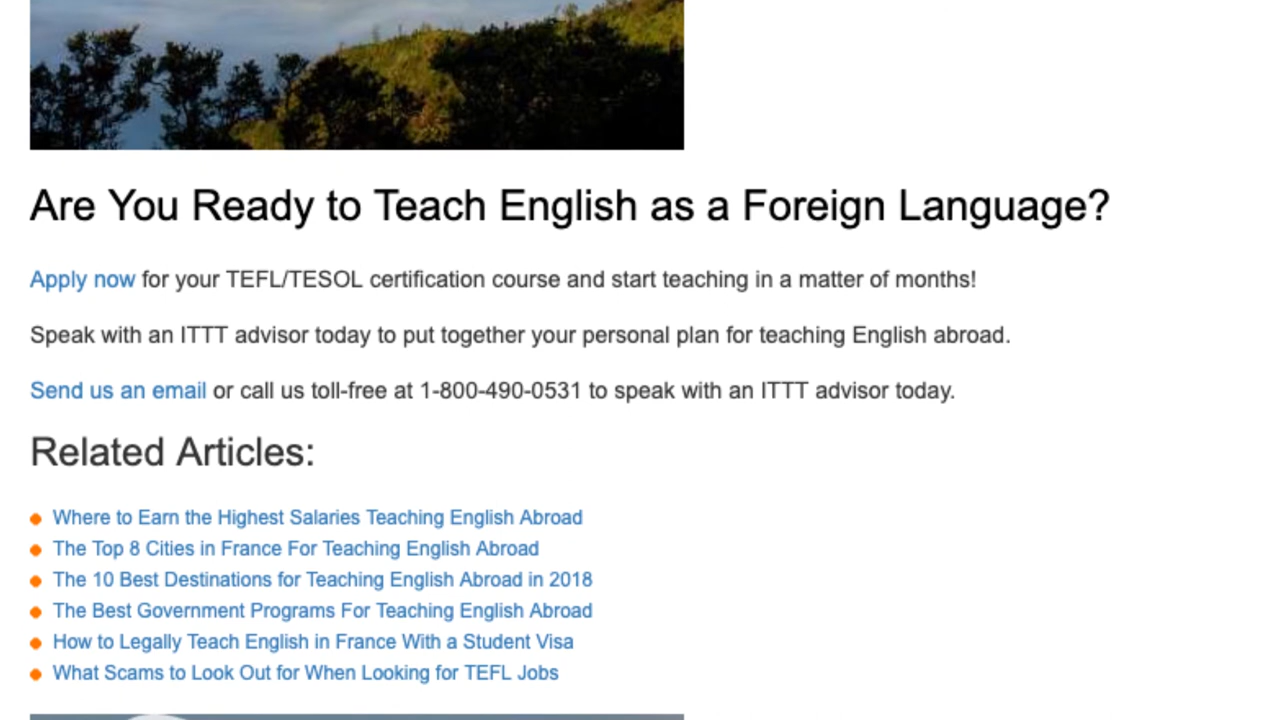 Are You Ready to Teach English as a Foreign Language?
Apply now for your TEFL/TESOL certification course and start teaching in a matter of months!
Speak with an ITTT advisor today to put together your personal plan for teaching English abroad.
Send us an email or call us toll-free at 1-800-490-0531 to speak with an ITTT advisor today.
Related Articles:
Where to Earn the Highest Salaries Teaching English Abroad
The Top 8 Cities in France For Teaching English Abroad
The 10 Best Destinations for Teaching English Abroad in 2018
The Best Government Programs For Teaching English Abroad
How to Legally Teach English in France With a Student Visa
What Scams to Look Out for When Looking for TEFL Jobs